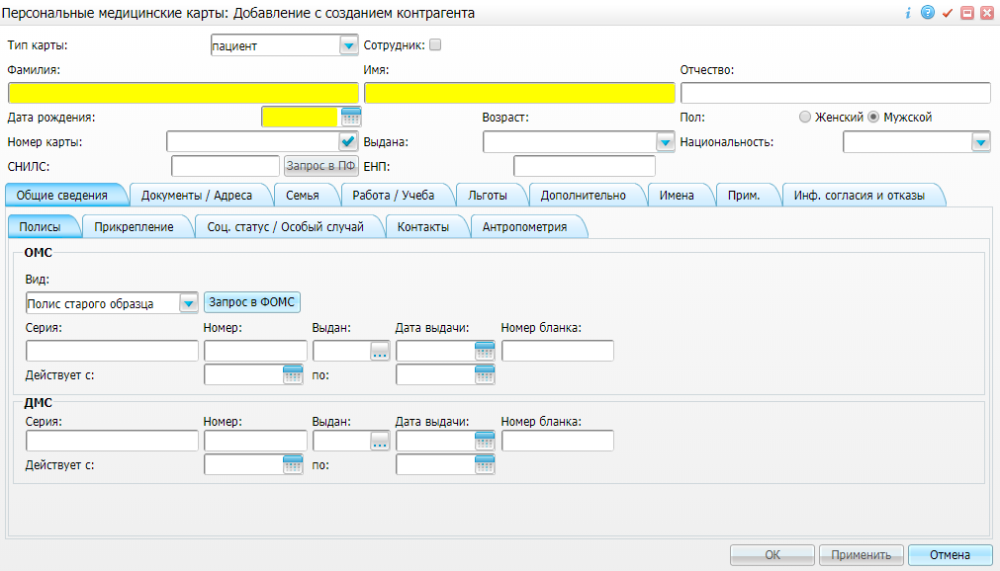 Персональные медицинские карты: Добавление с созданием контрагента
Тип карты: пациент Сотрудник:
Фамилия: Имя: Отчество:
Дата рождения: Возраст: Пол: Женский Мужской
Номер карты: Выдана: Национальность:
СНИЛС: Запрос в ПФ ЕНП:
Общие сведения Документы / Адреса Семья Работа / Учеба Льготы Дополнительно Имена Прим. Инф. согласия и отказы
Полисы Прикрепление Соц. статус / Особый случай Контакты Антропометрия
ОМС
Вид:
Полис старого образца Запрос в ФОМС
Серия: Номер: Выдан: Дата выдачи: Номер бланка:
...
Действует с: по:
ДМС
Серия: Номер: Выдан: Дата выдачи: Номер бланка:
...
Действует с: по:
ОК Применить Отмена